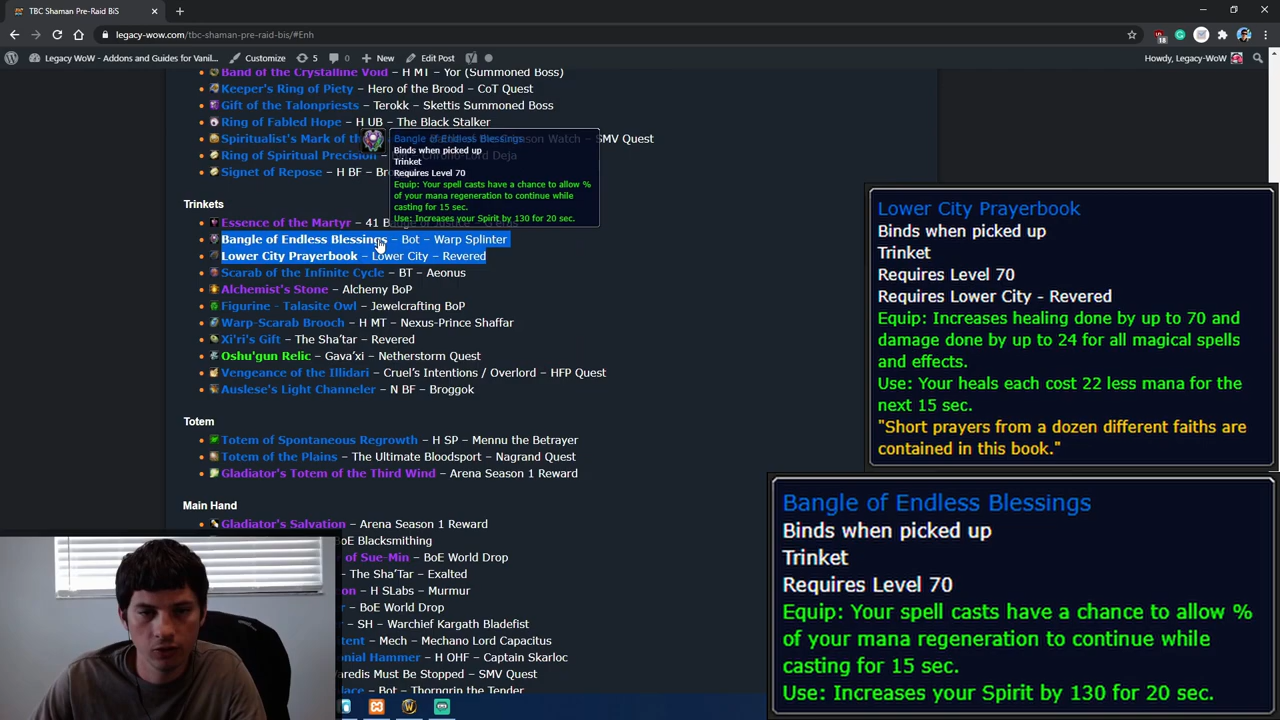 TBC Shaman Pre-Raid BiS
legacy-wow.com/tbc-shaman-pre-raid-bis/#Enh
18
Legacy WoW - Addons and Guides for Vanil...
Customize
5
0
New
Edit Post
Howdy, Legacy-WoW
Band of the Crystalline Void – H MT – Yor (Summoned Boss)
Keeper's Ring of Piety – Hero of the Brood – CoT Quest
Gift of the Talonpriests – Terokk – Skettis Summoned Boss
Ring of Fabled Hope – H UB – The Black Stalker
Spiritualist's Mark of th
SMV Quest
Ring of Spiritual Precision
Signet of Repose – H BF – Br
Bangle of Endless Blessings
Binds when picked up
Trinket
Requires Level 70
Equip: Your spell casts have a chance to allow %
of your mana regeneration to continue while
casting for 15 sec.
Use: Increases your Spirit by 130 for 20 sec.
Trinkets
Essence of the Martyr – 41 B
Bangle of Endless Blessings – Bot – Warp Splinter
Lower City Prayerbook – Lower City – Revered
Scarab of the Infinite Cycle – BT – Aeonus
Alchemist's Stone – Alchemy BoP
Figurine - Talasite Owl – Jewelcrafting BoP
Warp-Scarab Brooch – H MT – Nexus-Prince Shaffar
Xi'ri's Gift – The Sha'tar – Revered
Oshu'gun Relic – Gava'xi – Netherstorm Quest
Vengeance of the Illidari – Cruel's Intentions / Overlord – HFP Quest
Auslese's Light Channeler – N BF – Broggok
Totem
Totem of Spontaneous Regrowth – H SP – Mennu the Betrayer
Totem of the Plains – The Ultimate Bloodsport – Nagrand Quest
Gladiator's Totem of the Third Wind – Arena Season 1 Reward
Main Hand
Gladiator's Salvation – Arena Season 1 Reward
oE Blacksmithing
of Sue-Min – BoE World Drop
– The Sha'Tar – Exalted
on – H SLabs – Murmur
– BoE World Drop
– SH – Warchief Kargath Bladefist
tent – Mech – Mechano Lord Capacitus
onial Hammer – H OHF – Captain Skarloc
aredis Must be Stopped – SMV Quest
lace – Bot – Thorngrin the Tender
Lower City Prayerbook
Binds when picked up
Trinket
Requires Level 70
Requires Lower City - Revered
Equip: Increases healing done by up to 70 and
damage done by up to 24 for all magical spells
and effects.
Use: Your heals each cost 22 less mana for the
next 15 sec.
"Short prayers from a dozen different faiths are
contained in this book."
Bangle of Endless Blessings
Binds when picked up
Trinket
Requires Level 70
Equip: Your spell casts have a chance to allow %
of your mana regeneration to continue while
casting for 15 sec.
Use: Increases your Spirit by 130 for 20 sec.